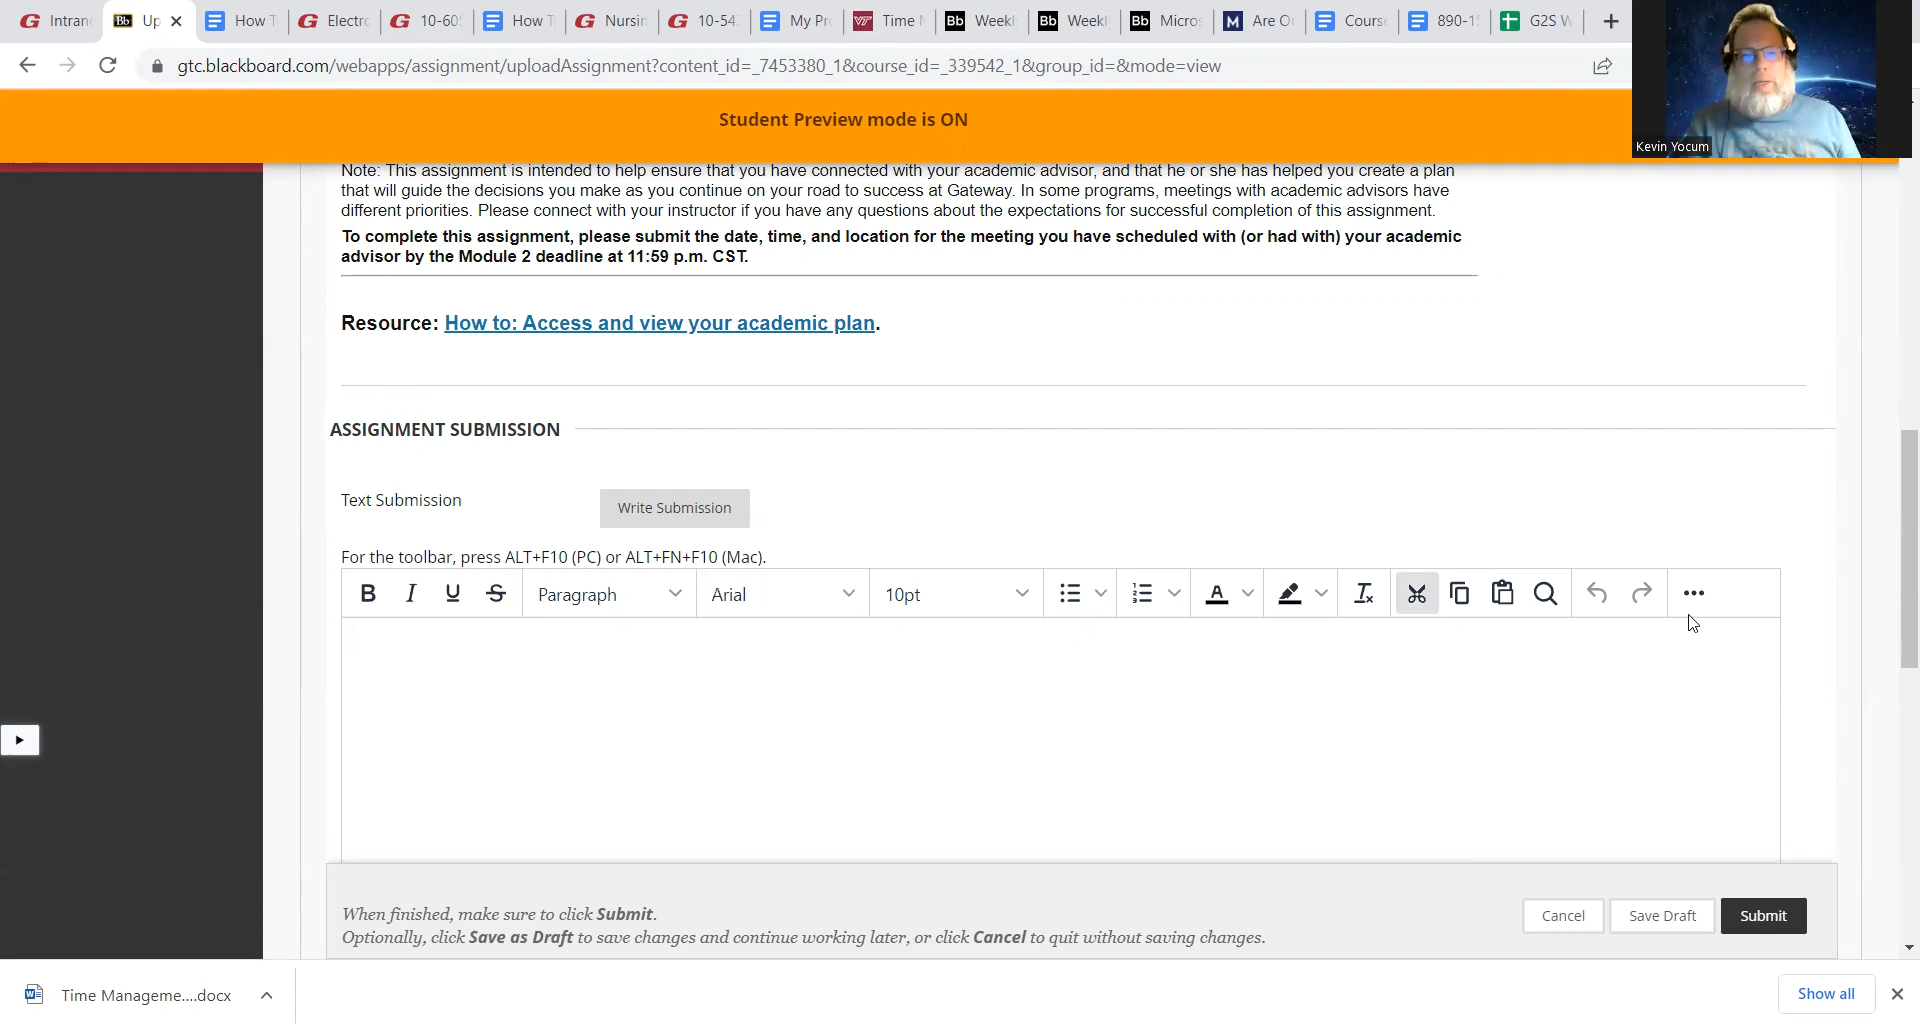 Intran
Up
How T
Electro
10-605
How T
Nursin
10-543
My Pr
Time M
Weekl
Weekl
Micros
Are Or
Course
890-15
G2S W
gtc.blackboard.com/webapps/assignment/uploadAssignment?content_id=_7453380_1&course_id=_339542_1&group_id=&mode=view
Student Preview mode is ON
Kevin Yocum
Note: This assignment is intended to help ensure that you have connected with your academic advisor, and that he or she has helped you create a plan
that will guide the decisions you make as you continue on your road to success at Gateway. In some programs, meetings with academic advisors have
different priorities. Please connect with your instructor if you have any questions about the expectations for successful completion of this assignment.
To complete this assignment, please submit the date, time, and location for the meeting you have scheduled with (or had with) your academic
advisor by the Module 2 deadline at 11:59 p.m. CST.
Resource: How to: Access and view your academic plan.
ASSIGNMENT SUBMISSION
Text Submission
Write Submission
For the toolbar, press ALT+F10 (PC) or ALT+FN+F10 (Mac).
B I U S Paragraph Arial 10pt
When finished, make sure to click Submit.
Optionally, click Save as Draft to save changes and continue working later, or click Cancel to quit without saving changes.
Cancel
Save Draft
Submit
Time Manageme....docx
Show all